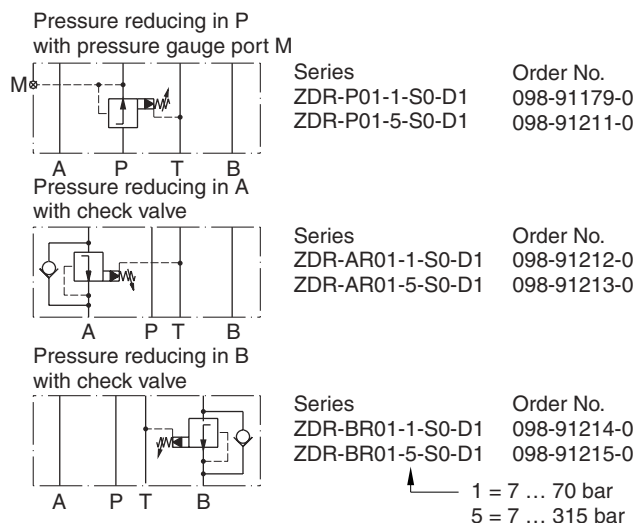 Pressure reducing in P
with pressure gauge port M
M
Series Order No.
ZDR-P01-1-S0-D1 098-91179-0
ZDR-P01-5-S0-D1 098-91211-0
A P T B
Pressure reducing in A
with check valve
Series Order No.
ZDR-AR01-1-S0-D1 098-91212-0
ZDR-AR01-5-S0-D1 098-91213-0
A P T B
Pressure reducing in B
with check valve
Series Order No.
ZDR-BR01-1-S0-D1 098-91214-0
ZDR-BR01-5-S0-D1 098-91215-0
A P T B
1 = 7 … 70 bar
5 = 7 … 315 bar